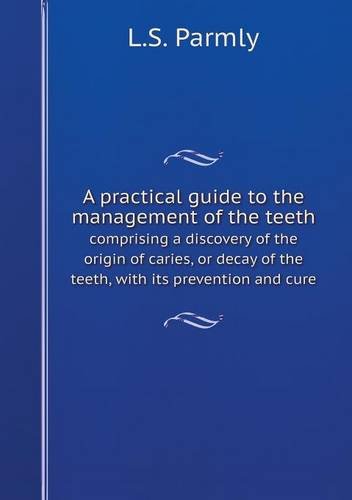 L.S. Parmly
A practical guide to the
management of the teeth
comprising a discovery of the
origin of caries, or decay of the
teeth, with its prevention and cure